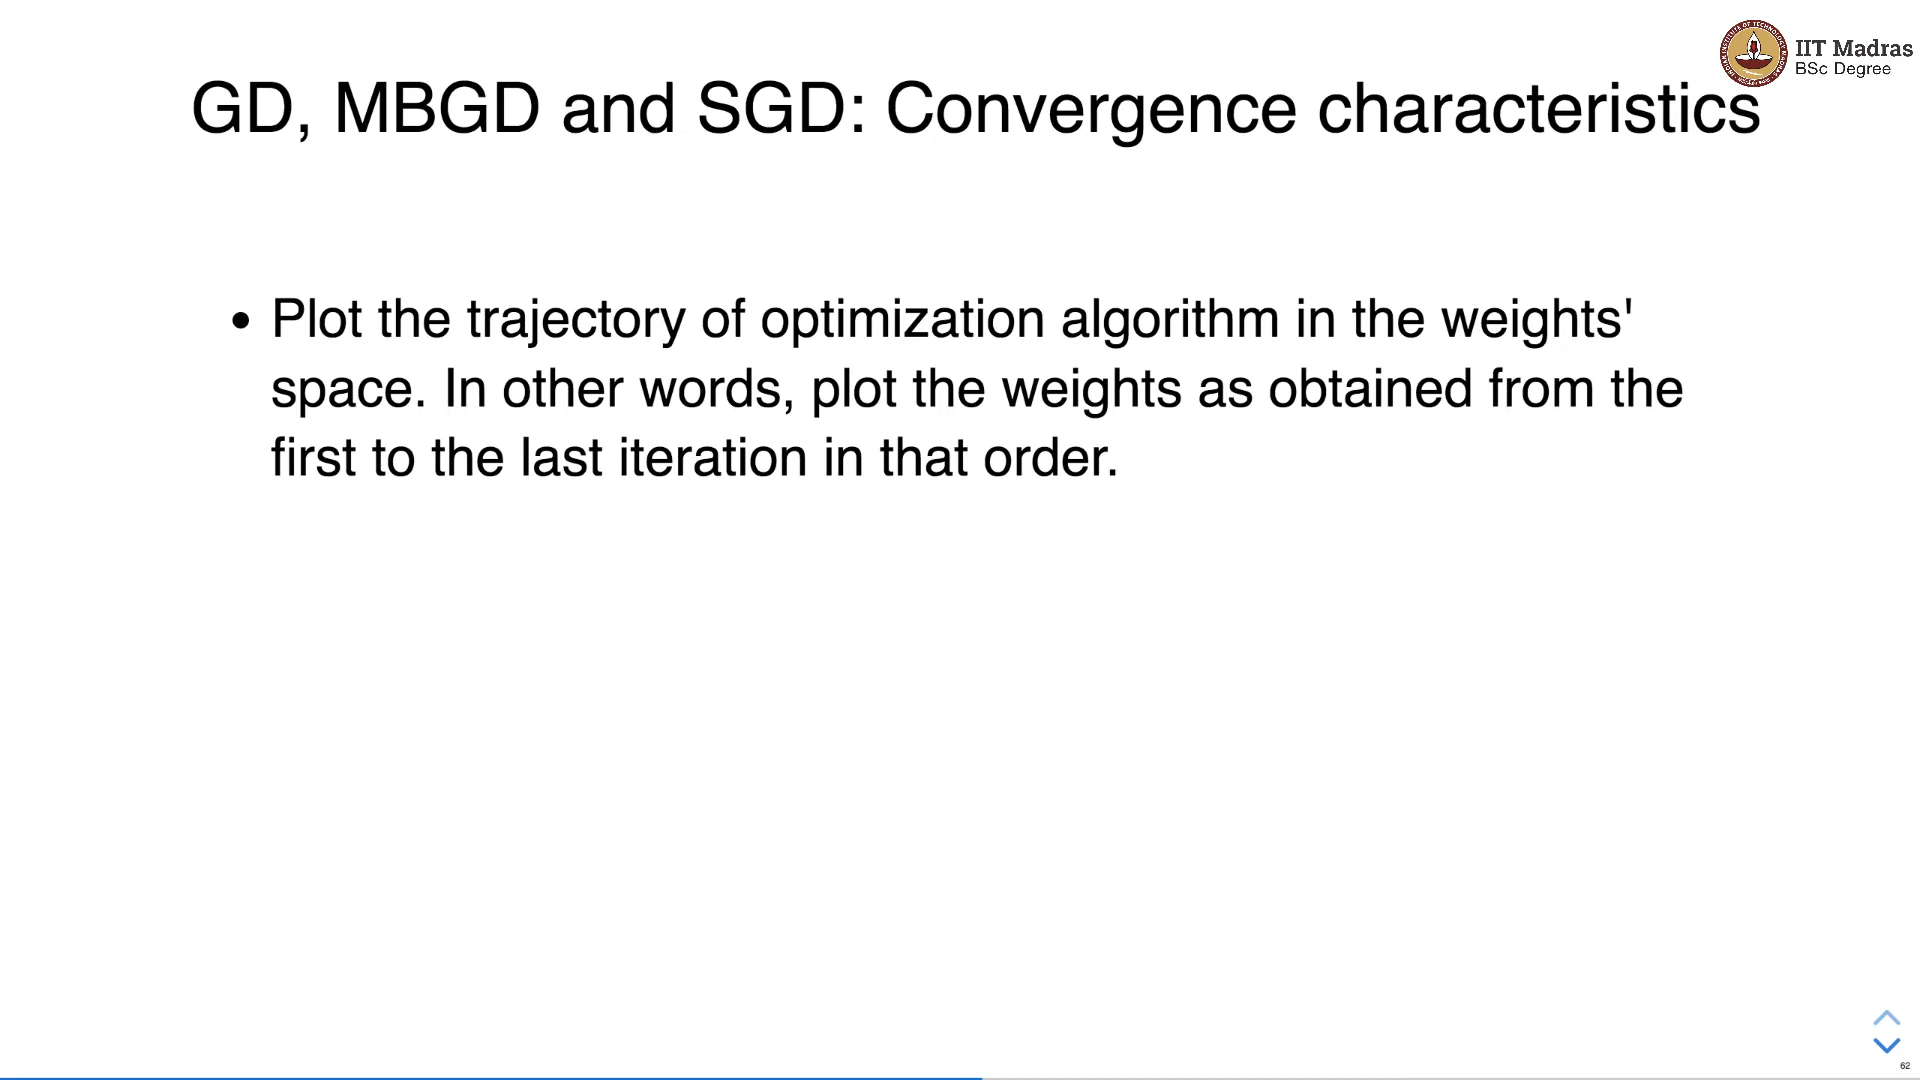 IIT Madras
BSc Degree
GD, MBGD and SGD: Convergence characteristics
• Plot the trajectory of optimization algorithm in the weights'
space. In other words, plot the weights as obtained from the
first to the last iteration in that order.
62